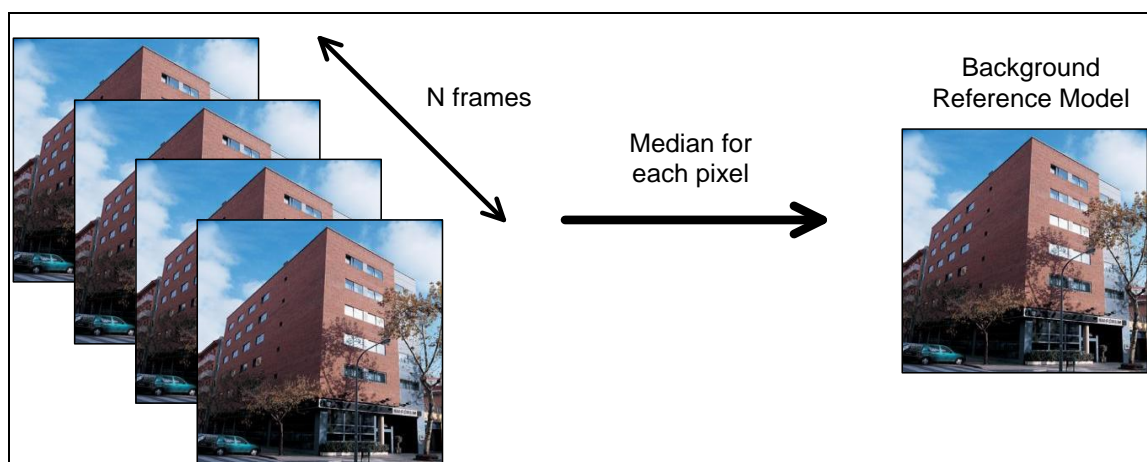 N frames
Median for
each pixel
Background
Reference Model